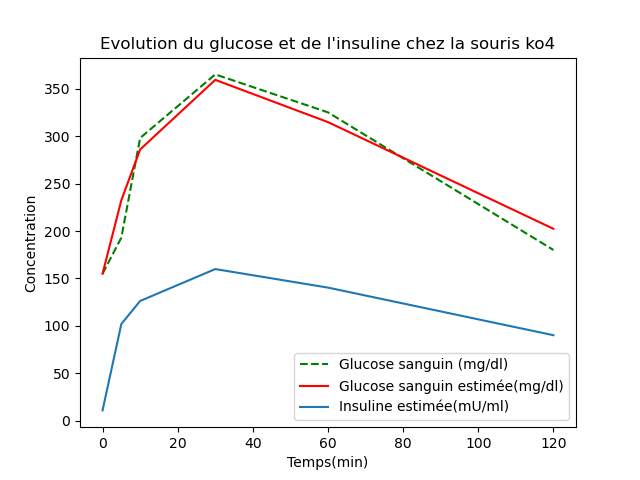 Evolution du glucose et de l'insuline chez la souris ko4
350
300
250
200
150
100
50
0
Concentration
Glucose sanguin (mg/dl)
Glucose sanguin estimée(mg/dl)
Insuline estimée(mU/ml)
0 20 40 60 80 100 120
Temps(min)